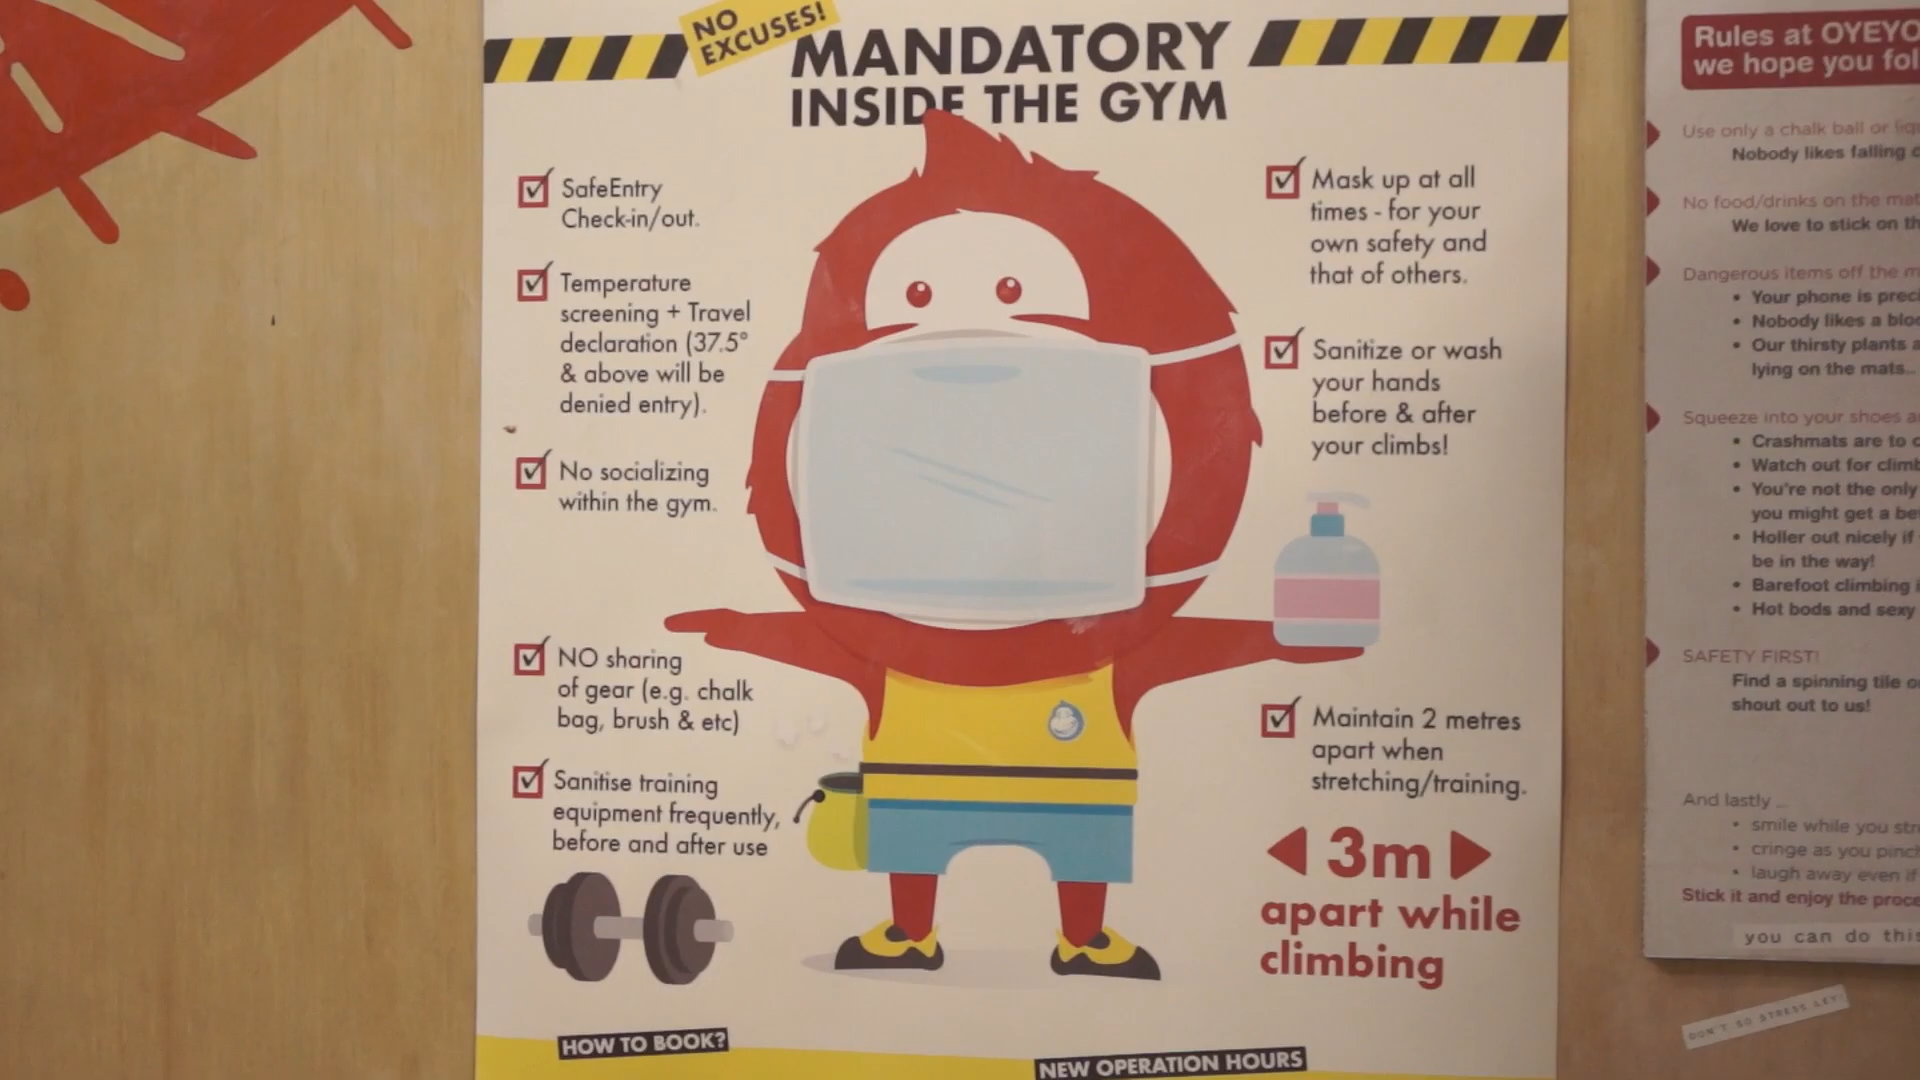 NO
EXCUSES!
MANDATORY
INSIDE THE GYM
SafeEntry
Check-in/out.
Temperature
screening + Travel
declaration (37.5°
& above will be
denied entry).
No socializing
within the gym.
NO sharing
of gear (e.g. chalk
bag, brush & etc)
Sanitise training
equipment frequently,
before and after use
Mask up at all
times - for your
own safety and
that of others.
Sanitize or wash
your hands
before & after
your climbs!
Maintain 2 metres
apart when
stretching/training.
3m
apart while
climbing
HOW TO BOOK?
NEW OPERATION HOURS
Rules at OYEYO
we hope you fol
Use only a chalk ball or liq
Nobody likes falling
No food/drinks on the mat
We love to stick on th
Dangerous items off the m
• Your phone is preci
• Nobody likes a bloo
• Our thirsty plants a
lying on the mats..
Squeeze into your shoes a
• Crashmats are to c
• Watch out for climb
• You're not the only
you might get a be
• Holler out nicely if
be in the way!
• Barefoot climbing i
• Hot bods and sexy
SAFETY FIRST!
Find a spinning tile o
shout out to us!
And lastly ...
• smile while you str
• cringe as you pinch
• laugh away even if
Stick it and enjoy the proce
you can do this
DON'T SO STRESS LEY